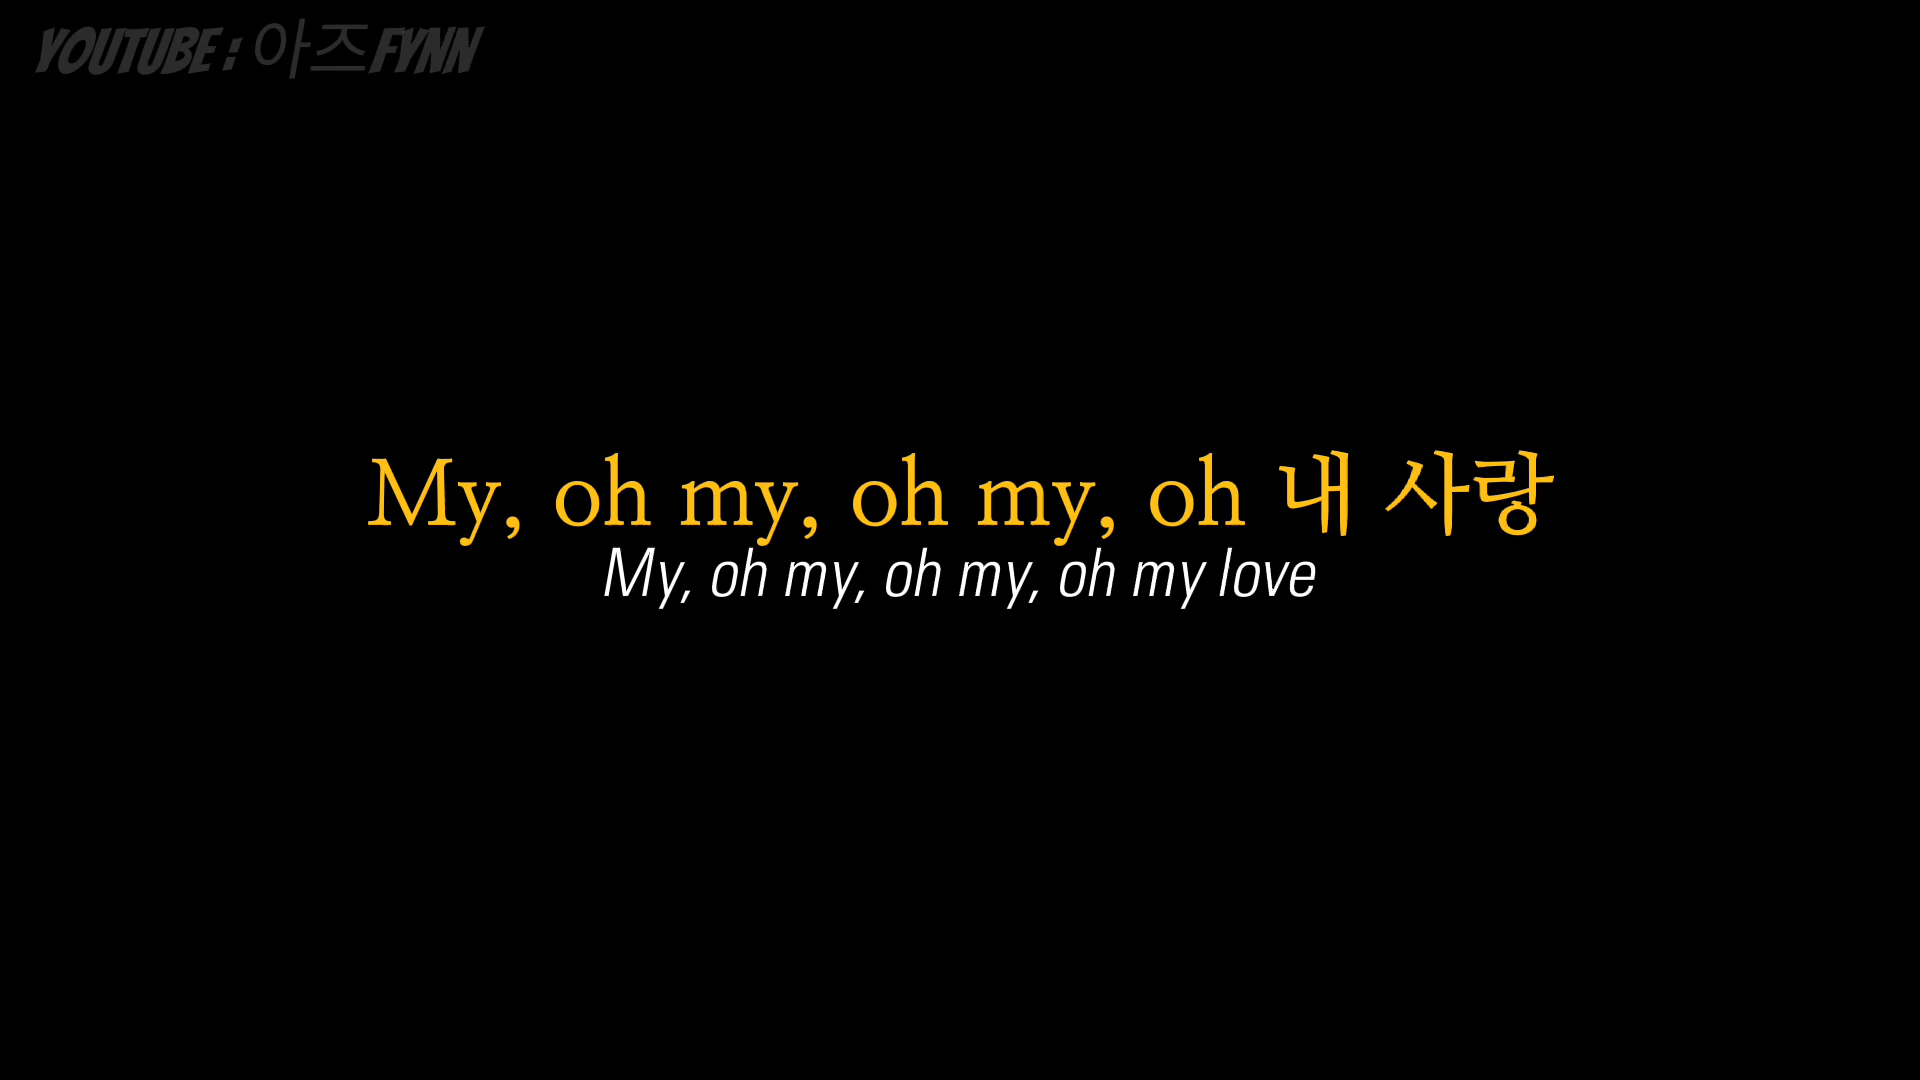 YOUTUBE : 아즈FYNN
My, oh my, oh my, oh 내 사랑
My, oh my, oh my, oh my love